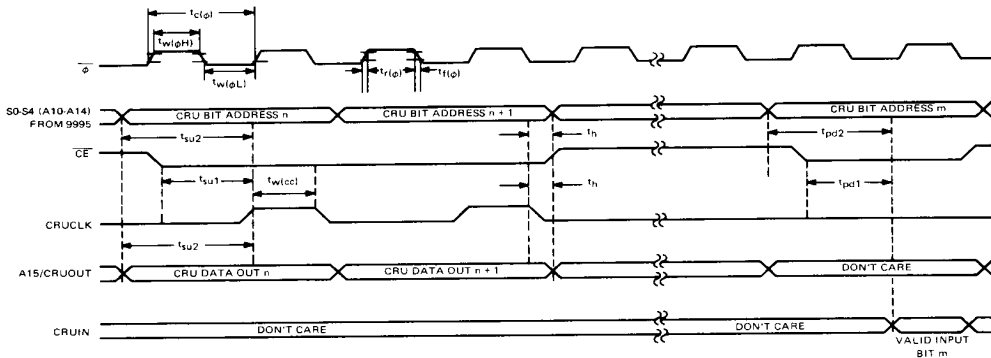 tc(ϕ)
tw(ϕH)
tw(ϕL)
tr(ϕ)
tf(ϕ)
ϕ
S0-S4 (A10-A14)
FROM 9995
CRU BIT ADDRESS n
CRU BIT ADDRESS n + 1
CRU BIT ADDRESS m
tsu2
th
tpd2
CE
tsu1
tw(cc)
th
tpd1
CRUCLK
tsu2
A15/CRUOUT
CRU DATA OUT n
CRU DATA OUT n + 1
DON'T CARE
CRUIN
DON'T CARE
DON'T CARE
VALID INPUT
BIT m